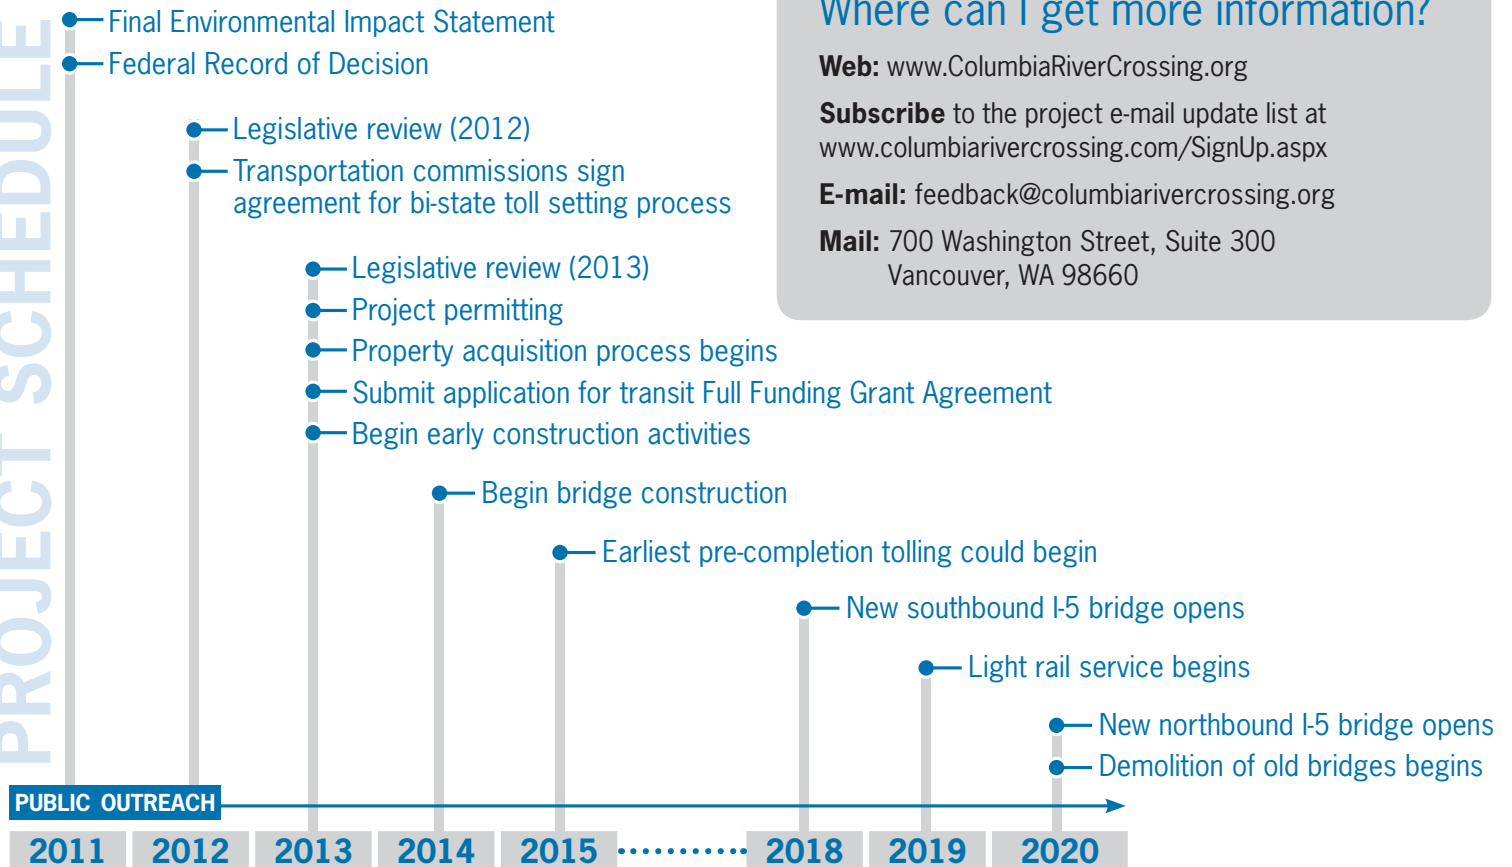 PROJECT SCHEDULE
Final Environmental Impact Statement
Federal Record of Decision
Legislative review (2012)
Transportation commissions sign
agreement for bi-state toll setting process
Legislative review (2013)
Project permitting
Property acquisition process begins
Submit application for transit Full Funding Grant Agreement
Begin early construction activities
Begin bridge construction
Earliest pre-completion tolling could begin
New southbound I-5 bridge opens
Light rail service begins
New northbound I-5 bridge opens
Demolition of old bridges begins
PUBLIC OUTREACH
2011 2012 2013 2014 2015 2018 2019 2020
Where can I get more information?
Web: www.ColumbiaRiverCrossing.org
Subscribe to the project e-mail update list at
www.columbiarivercrossing.com/SignUp.aspx
E-mail: feedback@columbiarivercrossing.org
Mail: 700 Washington Street, Suite 300
Vancouver, WA 98660